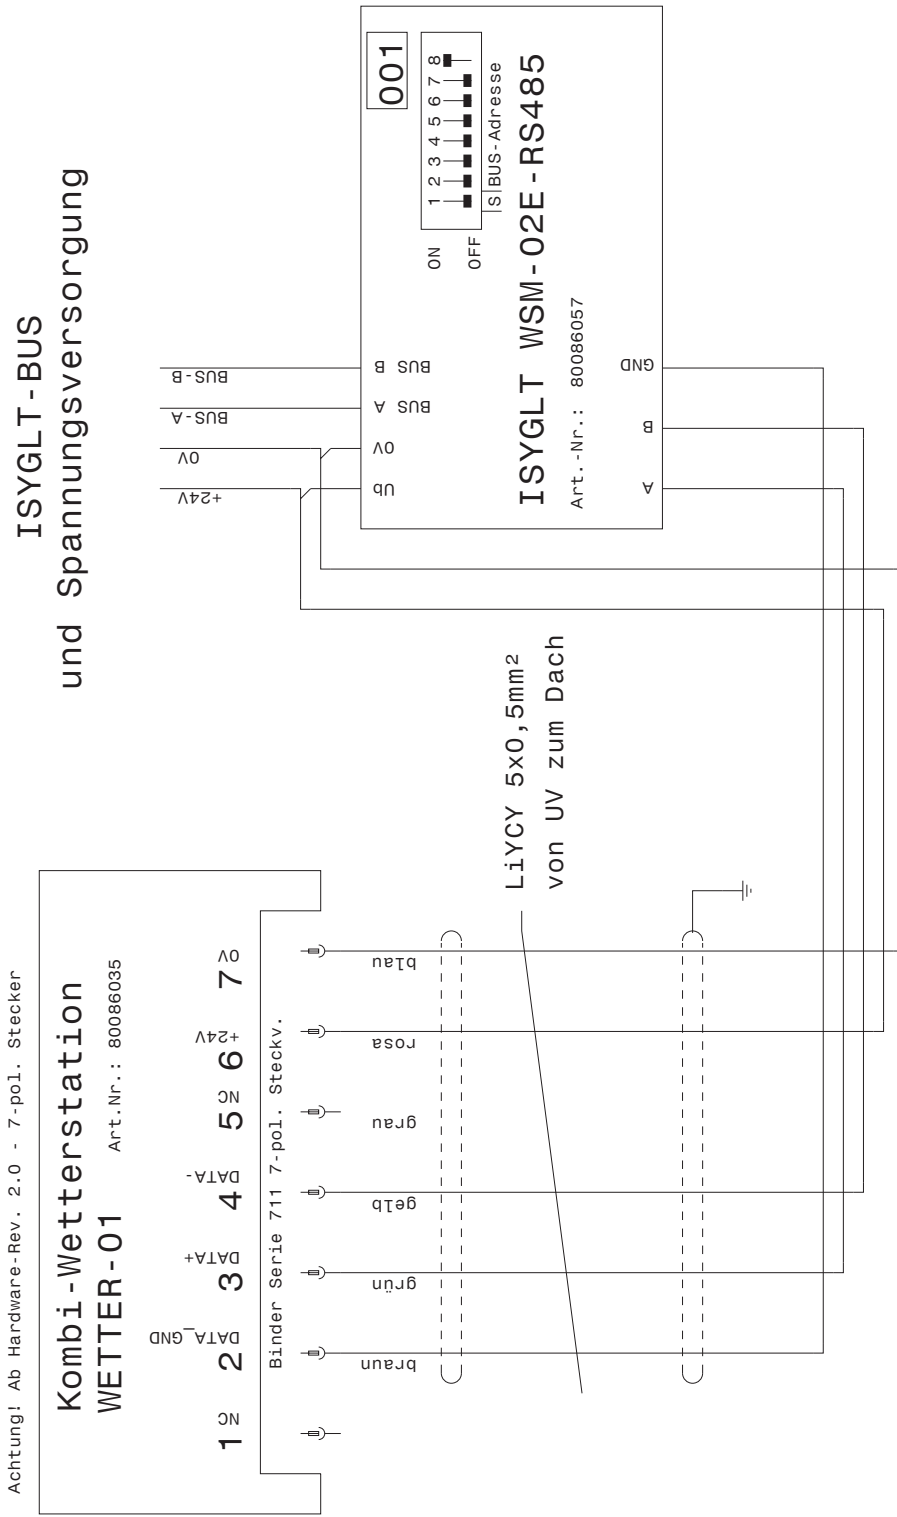 Achtung! Ab Hardware-Rev. 2.0 - 7-pol. Stecker
Kombi-Wetterstation
WETTER-01
Art.Nr.: 80086035
NC
DATA_GND
DATA+
DATA-
NC
+24V
0V
1
2
3
4
5
6
7
Binder Serie 711 7-pol. Steckv.
braun
grün
gelb
grau
rosa
blau
LiYCY 5x0,5mm²
von UV zum Dach
ISYGLT-BUS
und Spannungsversorgung
+24V
0V
BUS-A
BUS-B
Ub
0V
BUS A
BUS B
001
1 2 3 4 5 6 7 8
ON
OFF
S BUS-Adresse
ISYGLT WSM-02E-RS485
Art.-Nr.: 80086057
A
B
GND